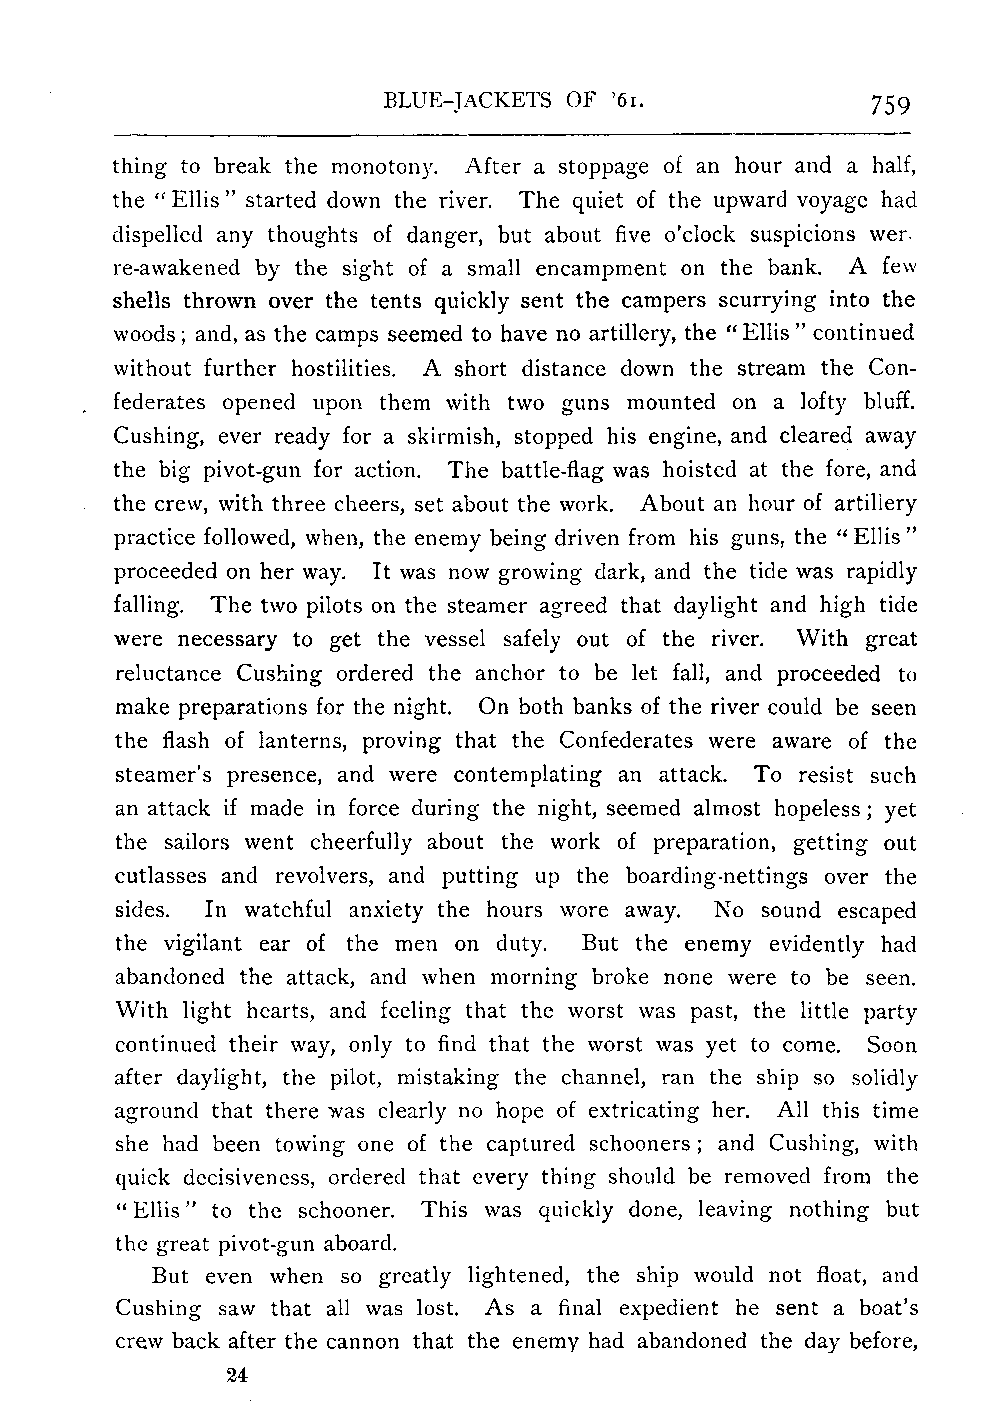 BLUE-JACKETS OF '61. 759
thing to break the monotony. After a stoppage of an hour and a half,
the "Ellis" started down the river. The quiet of the upward voyage had
dispelled any thoughts of danger, but about five o'clock suspicions wer
re-awakened by the sight of a small encampment on the bank. A few
shells thrown over the tents quickly sent the campers scurrying into the
woods; and, as the camps seemed to have no artillery, the "Ellis" continued
without further hostilities. A short distance down the stream the Con-
federates opened upon them with two guns mounted on a lofty bluff.
Cushing, ever ready for a skirmish, stopped his engine, and cleared away
the big pivot-gun for action. The battle-flag was hoisted at the fore, and
the crew, with three cheers, set about the work. About an hour of artillery
practice followed, when, the enemy being driven from his guns, the "Ellis"
proceeded on her way. It was now growing dark, and the tide was rapidly
falling. The two pilots on the steamer agreed that daylight and high tide
were necessary to get the vessel safely out of the river. With great
reluctance Cushing ordered the anchor to be let fall, and proceeded to
make preparations for the night. On both banks of the river could be seen
the flash of lanterns, proving that the Confederates were aware of the
steamer's presence, and were contemplating an attack. To resist such
an attack if made in force during the night, seemed almost hopeless; yet
the sailors went cheerfully about the work of preparation, getting out
cutlasses and revolvers, and putting up the boarding-nettings over the
sides. In watchful anxiety the hours wore away. No sound escaped
the vigilant ear of the men on duty. But the enemy evidently had
abandoned the attack, and when morning broke none were to be seen.
With light hearts, and feeling that the worst was past, the little party
continued their way, only to find that the worst was yet to come. Soon
after daylight, the pilot, mistaking the channel, ran the ship so solidly
aground that there was clearly no hope of extricating her. All this time
she had been towing one of the captured schooners; and Cushing, with
quick decisiveness, ordered that every thing should be removed from the
"Ellis" to the schooner. This was quickly done, leaving nothing but
the great pivot-gun aboard.
But even when so greatly lightened, the ship would not float, and
Cushing saw that all was lost. As a final expedient he sent a boat's
crew back after the cannon that the enemy had abandoned the day before,
24